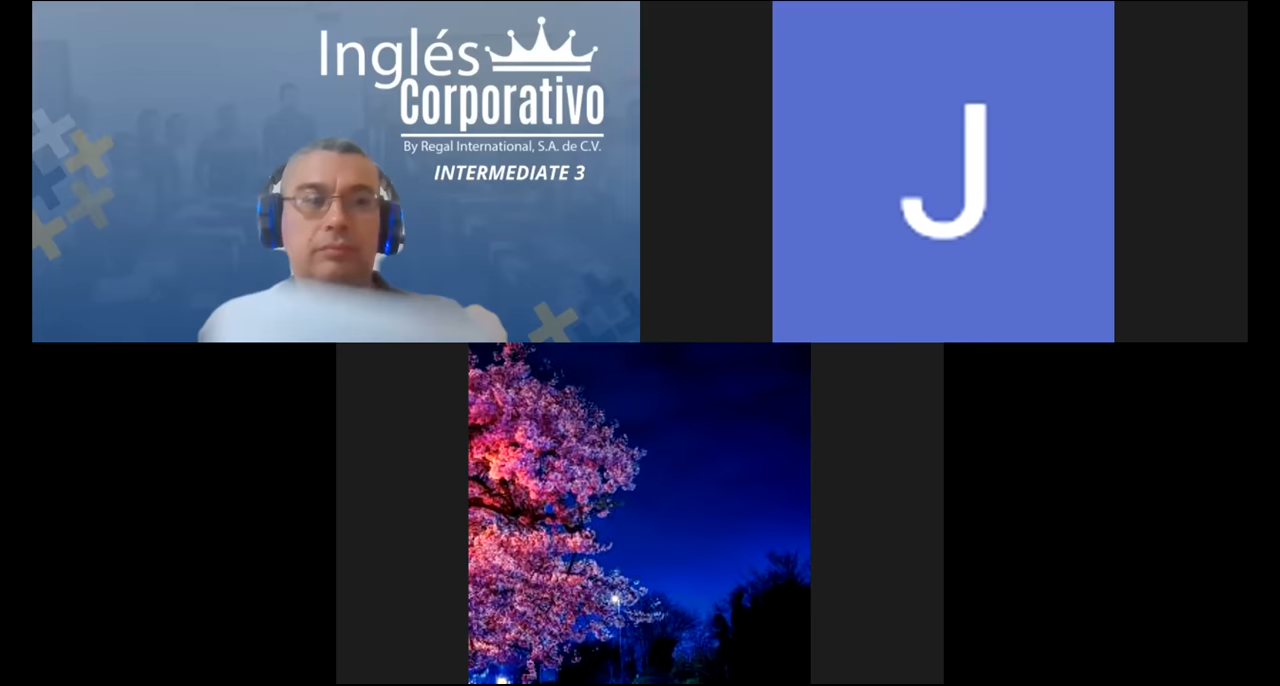 Inglés
Corporativo
By Regal International, S.A. de C.V.
INTERMEDIATE 3
J